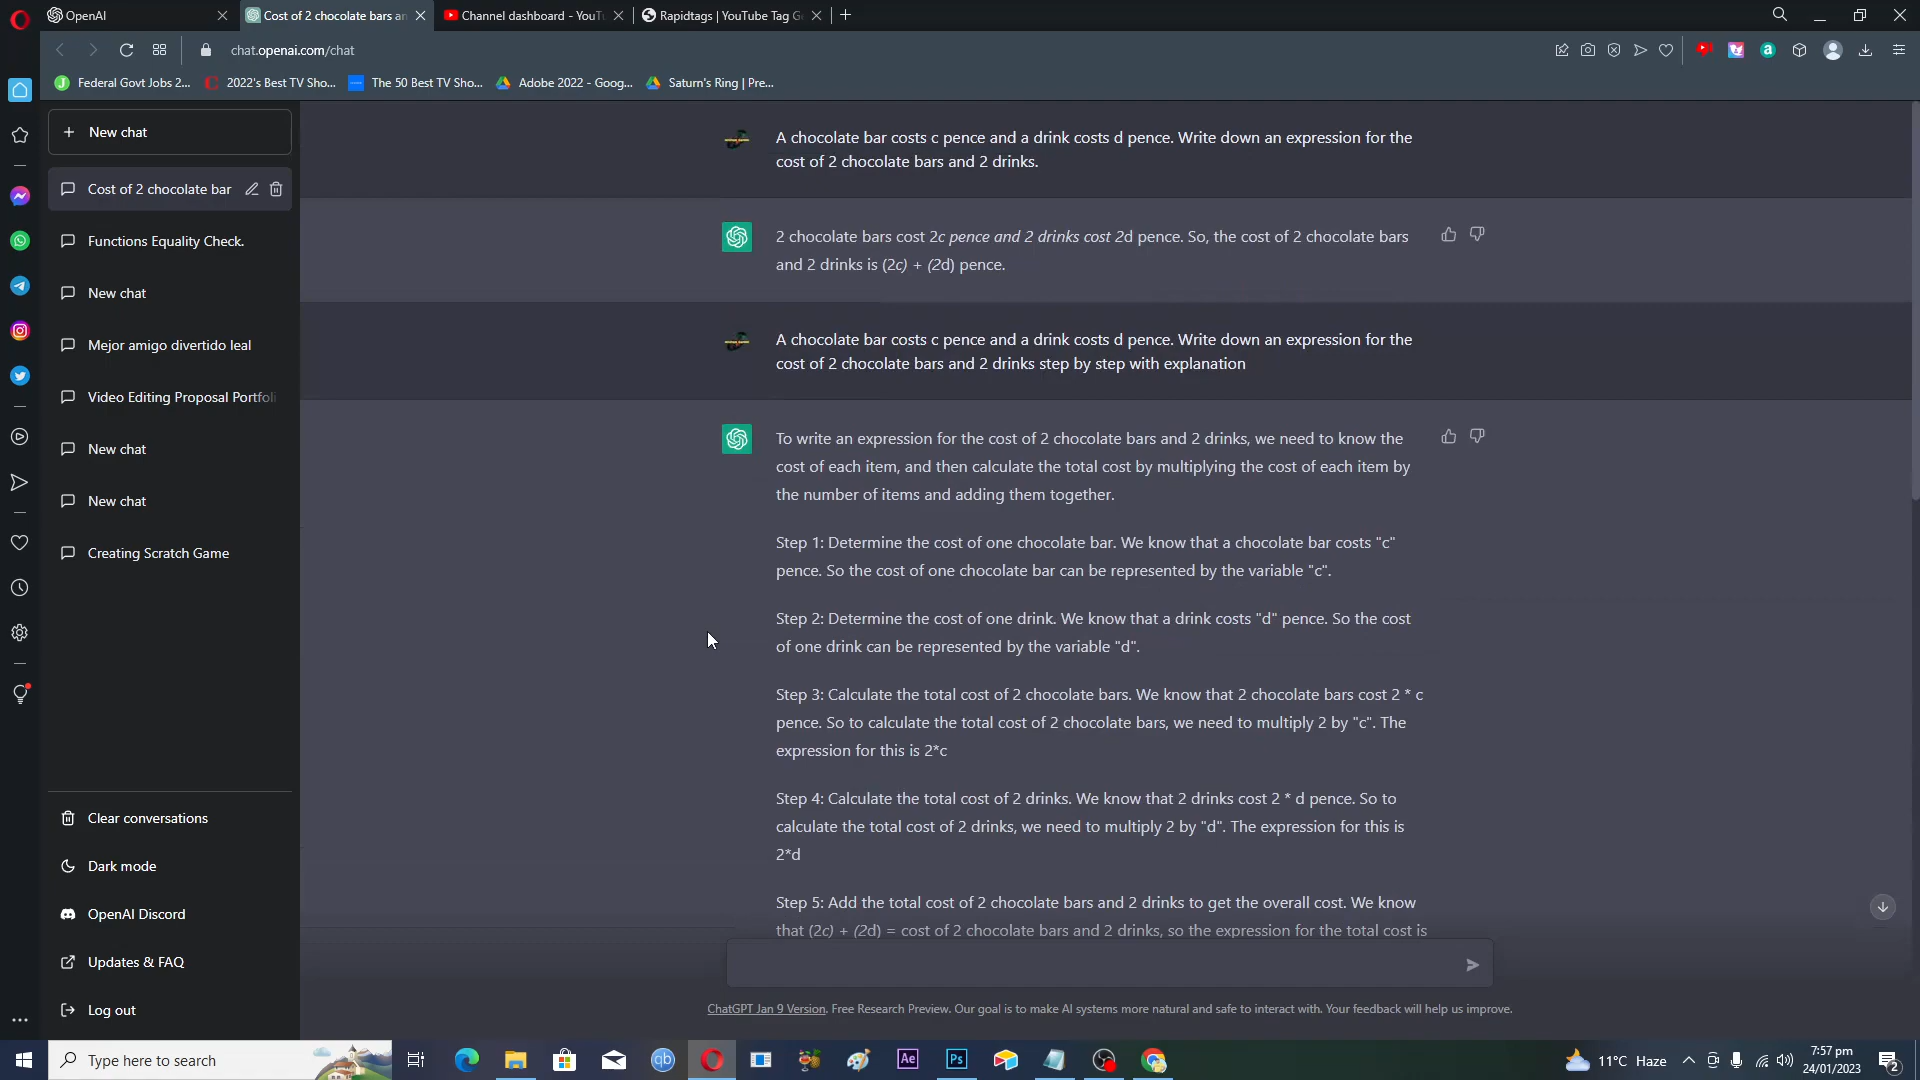 OpenAI
Cost of 2 chocolate bars an
Channel dashboard - YouTu
Rapidtags | YouTube Tag G
chat.openai.com/chat
Federal Govt Jobs 2...
2022's Best TV Sho...
The 50 Best TV Sho...
Adobe 2022 - Goog...
Saturn's Ring | Pre...
New chat
Cost of 2 chocolate bar
Functions Equality Check.
New chat
Mejor amigo divertido leal
Video Editing Proposal Portfoli
New chat
New chat
Creating Scratch Game
Clear conversations
Dark mode
OpenAI Discord
Updates & FAQ
Log out
A chocolate bar costs c pence and a drink costs d pence. Write down an expression for the
cost of 2 chocolate bars and 2 drinks.
2 chocolate bars cost 2c pence and 2 drinks cost 2d pence. So, the cost of 2 chocolate bars
and 2 drinks is (2c) + (2d) pence.
A chocolate bar costs c pence and a drink costs d pence. Write down an expression for the
cost of 2 chocolate bars and 2 drinks step by step with explanation
To write an expression for the cost of 2 chocolate bars and 2 drinks, we need to know the
cost of each item, and then calculate the total cost by multiplying the cost of each item by
the number of items and adding them together.
Step 1: Determine the cost of one chocolate bar. We know that a chocolate bar costs "c"
pence. So the cost of one chocolate bar can be represented by the variable "c".
Step 2: Determine the cost of one drink. We know that a drink costs "d" pence. So the cost
of one drink can be represented by the variable "d".
Step 3: Calculate the total cost of 2 chocolate bars. We know that 2 chocolate bars cost 2 * c
pence. So to calculate the total cost of 2 chocolate bars, we need to multiply 2 by "c". The
expression for this is 2*c
Step 4: Calculate the total cost of 2 drinks. We know that 2 drinks cost 2 * d pence. So to
calculate the total cost of 2 drinks, we need to multiply 2 by "d". The expression for this is
2*d
Step 5: Add the total cost of 2 chocolate bars and 2 drinks to get the overall cost. We know
that (2c) + (2d) = cost of 2 chocolate bars and 2 drinks, so the expression for the total cost is
ChatGPT Jan 9 Version. Free Research Preview. Our goal is to make AI systems more natural and safe to interact with. Your feedback will help us improve.
Type here to search
qb
Ae
Ps
11°C Haze
7:57 pm
24/01/2023
2